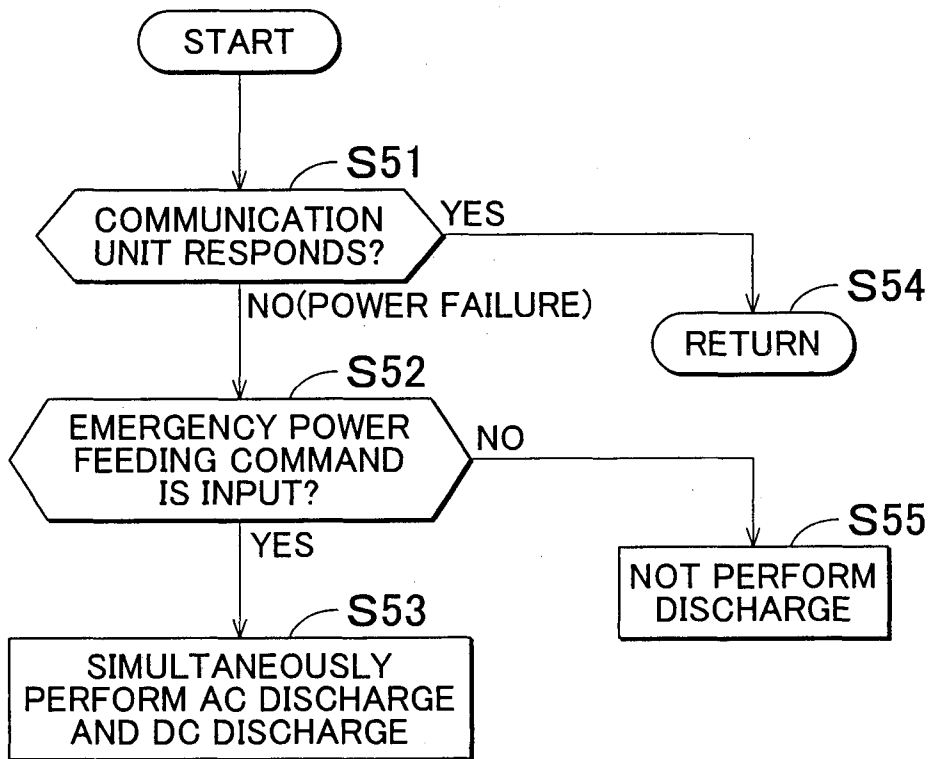 START
S51
COMMUNICATION
UNIT RESPONDS?
YES
NO(POWER FAILURE)
S54
RETURN
S52
EMERGENCY POWER
FEEDING COMMAND
IS INPUT?
NO
YES
S55
NOT PERFORM
DISCHARGE
S53
SIMULTANEOUSLY
PERFORM AC DISCHARGE
AND DC DISCHARGE